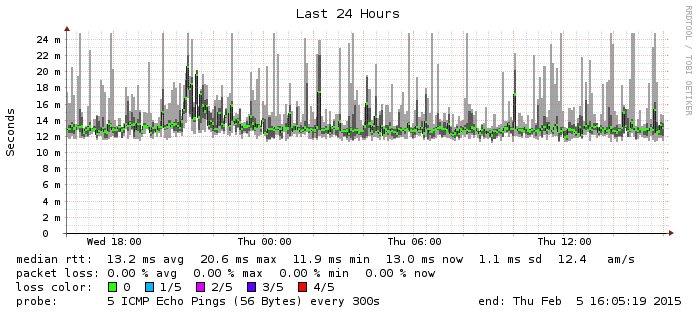 Last 24 Hours
RRDTOOL / TOBI OETIKER
Seconds
24 m
22 m
20 m
18 m
16 m
14 m
12 m
10 m
8 m
6 m
4 m
2 m
0
Wed 18:00 Thu 00:00 Thu 06:00 Thu 12:00
median rtt: 13.2 ms avg 20.6 ms max 11.9 ms min 13.0 ms now 1.1 ms sd 12.4 am/s
packet loss: 0.00 % avg 0.00 % max 0.00 % min 0.00 % now
loss color: 0 1/5 2/5 3/5 4/5
probe: 5 ICMP Echo Pings (56 Bytes) every 300s end: Thu Feb 5 16:05:19 2015